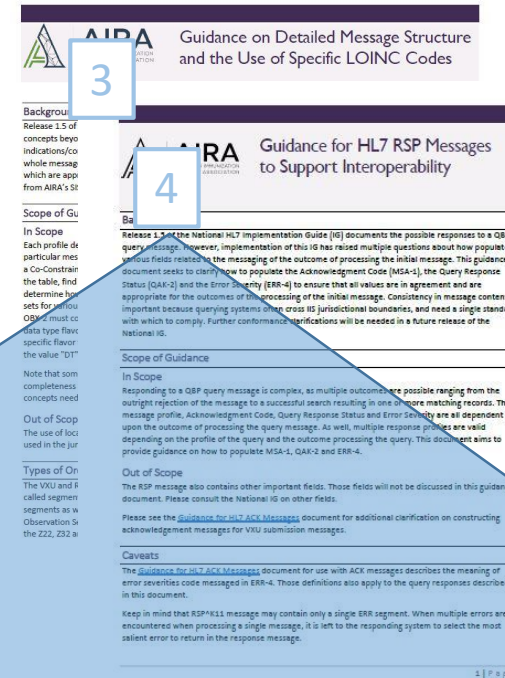 AIRA
Guidance on Detailed Message Structure
and the Use of Specific LOINC Codes
3
Release 1.5 of
concepts beyo
indications/co
whole messag
which are app
from AIRA's
Scope of
In Scope
Each profile de
particular mes
a Co-Constrain
the table, find
determine
sets for
must
specific flavor
the value "DT"
Note that som
completeness
concepts need
Out of Scop
The use of loca
used in the jur
Types of
The VXU and
called segmen
segments as w
Observation
the Z22, Z32
AIRA
IMMUNIZATION
ASSOCIATION
Guidance for HL7 RSP Messages
to Support Interoperability
4
Ba
Release 1.5 of the National HL7 Implementation Guide (IG) documents the possible responses to a
query message. However, implementation of this IG has raised multiple questions about how populat
various fields related to the messaging of the outcome of processing the initial message. This guidanc
document seeks to clarify how to populate the Acknowledgment Code (MSA-1), the Query Response
Status (QAK-2) and the Error Severity (ERR-4) to ensure that all values are in agreement and are
appropriate for the outcomes of the processing of the initial message. Consistency in message conten
important because querying systems often cross IIS jurisdictional boundaries, and need a single standa
with which to comply. Further conformance clarifications will be needed in a future release of the
National IG.
Scope of Guidance
In Scope
Responding to a QBP query message is complex, as multiple outcomes are possible ranging from the
outright rejection of the message to a successful search resulting in one or more matching records. Th
message profile, Acknowledgment Code, Query Response Status and Error Severity are all dependent
upon the outcome of processing the query message. As well, multiple response profiles are valid
depending on the profile of the query and the outcome processing the query. This document aims to
provide guidance on how to populate MSA-1, QAK-2 and ERR-4.
Out of Scope
The RSP message also contains other important fields. Those fields will not be discussed in this guidan
document. Please consult the National IG on other fields.
Please see the Guidance for HL7 ACK Messages document for additional clarification on constructing
acknowledgement messages for VXU submission messages.
Caveats
The Guidance for HL7 ACK Messages document for use with ACK messages describes the meaning of
error severities code messaged in ERR-4. Those definitions also apply to the query responses describe
in this document.
Keep in mind that RSP^K11 message may contain only a single ERR segment. When multiple errors are
encountered when processing a single message, it is left to the responding system to select the most
salient error to return in the response message.
1 | P a